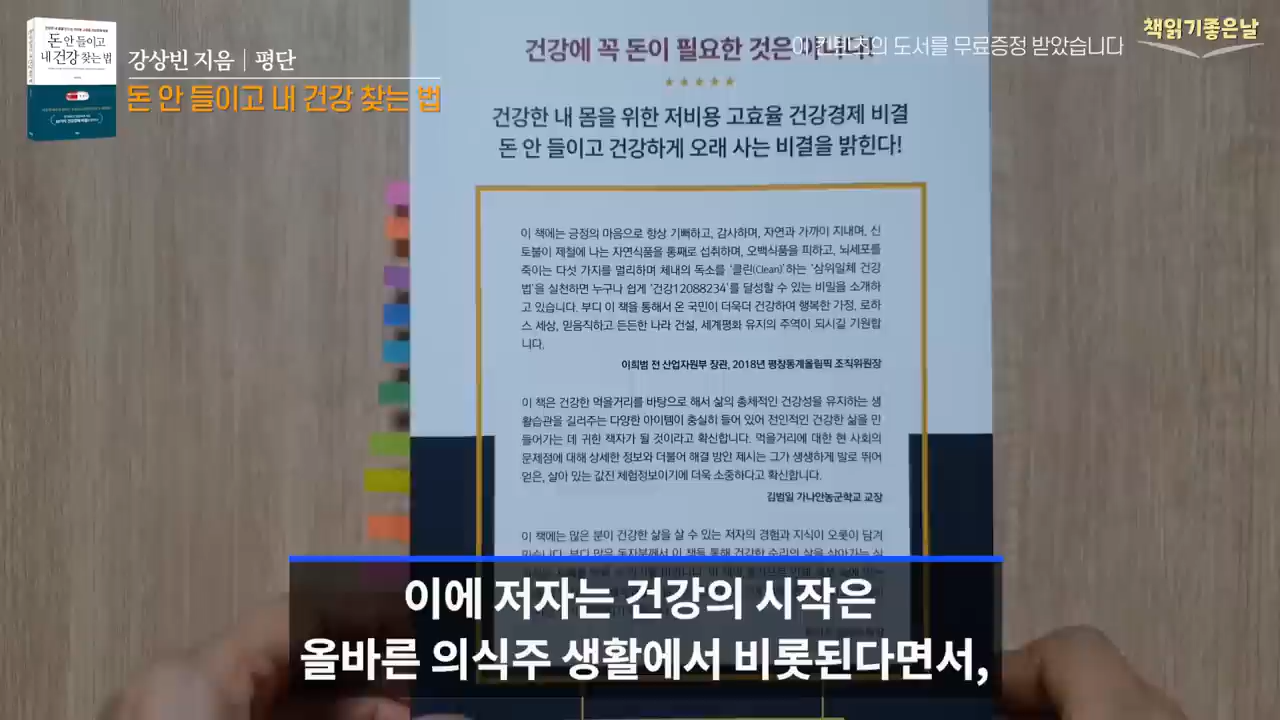 돈 안 들이고
내 건강 찾는 법
강상빈 지음 | 평단
돈 안 들이고 내 건강 찾는 법
책읽기좋은날
이 컨텐츠의 도서를 무료증정 받았습니다
건강에 꼭 돈이 필요한 것은 아니다!
건강한 내 몸을 위한 저비용 고효율 건강경제 비결
돈 안 들이고 건강하게 오래 사는 비결을 밝힌다!
이 책에는 긍정의 마음으로 항상 기뻐하고, 감사하며, 자연과 가까이 지내며, 신
토불이 제철에 나는 자연식품을 통째로 섭취하며, 오백식품을 피하고, 뇌세포를
죽이는 다섯 가지를 멀리하며 체내의 독소를 '클린(Clean)'하는 '삼위일체 건강
법'을 실천하면 누구나 쉽게 '건강12088234'를 달성할 수 있는 비밀을 소개하
고 있습니다. 부디 이 책을 통해서 온 국민이 더욱더 건강하여 행복한 가정, 로하
스 세상, 믿음직하고 든든한 나라 건설, 세계평화 유지의 주역이 되시길 기원합
니다.
이희범 전 산업자원부 장관, 2018년 평창동계올림픽 조직위원장
이 책은 건강한 먹을거리를 바탕으로 해서 삶의 총체적인 건강성을 유지하는 생
활습관을 길러주는 다양한 아이템이 충실히 들어 있어 전인적인 건강한 삶을 만
들어가는 데 귀한 책자가 될 것이라고 확신합니다. 먹을거리에 대한 현 사회의
문제점에 대해 상세한 정보와 더불어 해결 방안 제시는 그가 생생하게 발로 뛰어
얻은, 살아 있는 값진 체험정보이기에 더욱 소중하다고 확신합니다.
김범일 가나안농군학교 교장
이 책에는 많은 분이 건강한 삶을 살 수 있는 저자의 경험과 지식이 오롯이 담겨
이에 저자는 건강의 시작은
올바른 의식주 생활에서 비롯된다면서,